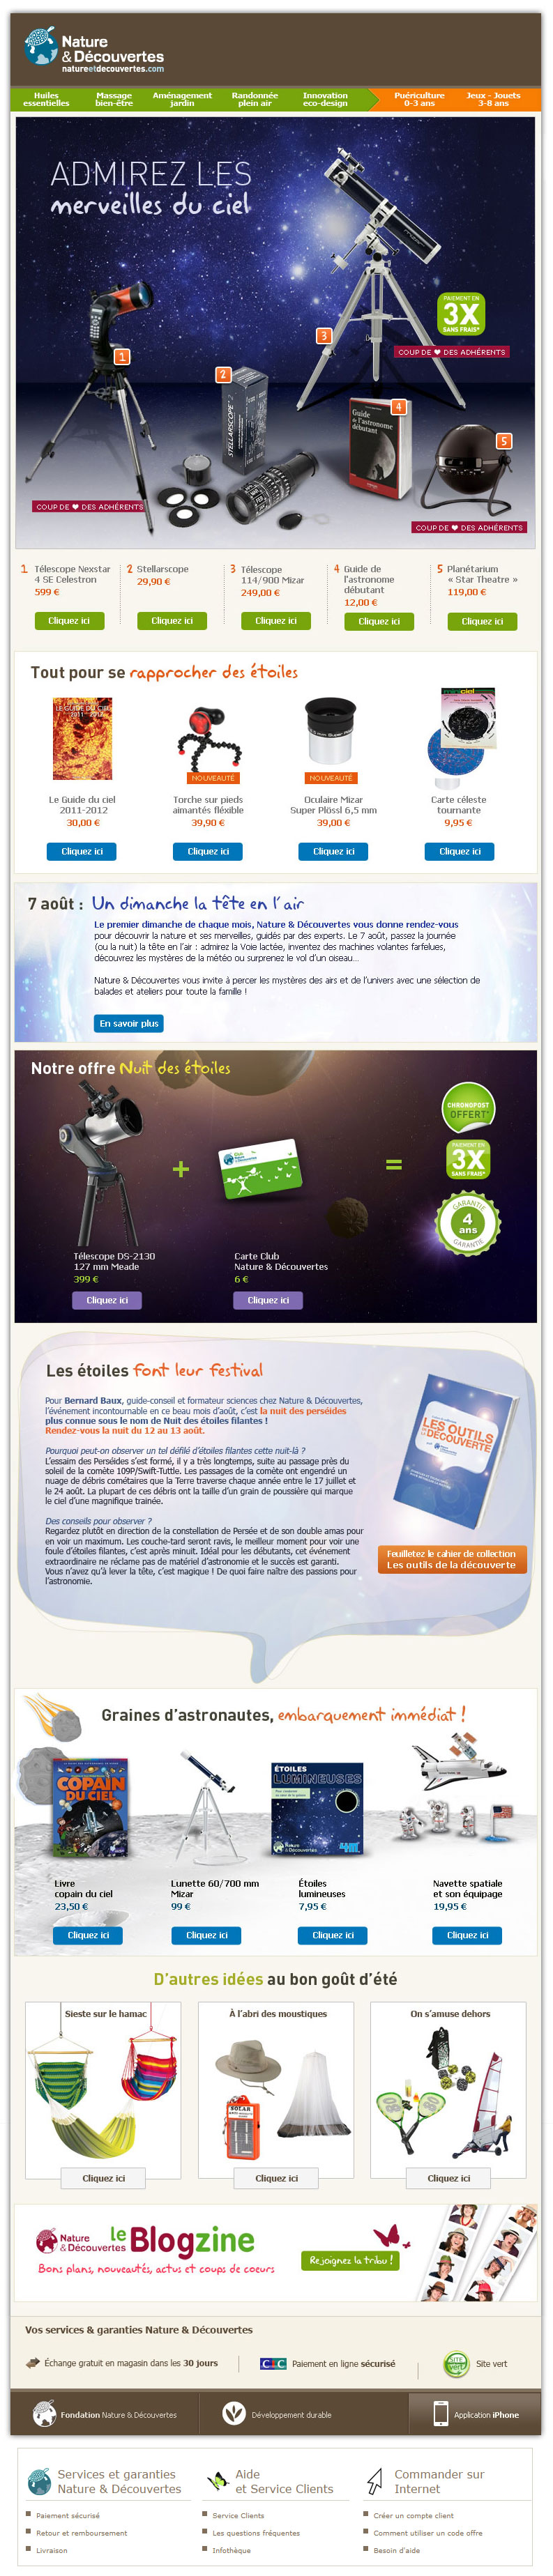 Nature
& Découvertes
natureetdecouvertes.com
Huiles essentielles
Massage bien-être
Aménagement jardin
Randonnée plein air
Innovation eco-design
Puériculture 0-3 ans
Jeux - Jouets 3-8 ans
ADMIREZ LES
merveilles du ciel
PAIEMENT EN
3X
SANS FRAIS*
1
2
3
4
5
STELLARSCOPE
Guide de l'astronome débutant
COUP DE ♥ DES ADHÉRENTS
COUP DE ♥ DES ADHÉRENTS
COUP DE ♥ DES ADHÉRENTS
1 Télescope Nexstar
4 SE Celestron
599 €
Cliquez ici
2 Stellarscope
29,90 €
Cliquez ici
3 Télescope
114/900 Mizar
249,00 €
Cliquez ici
4 Guide de
l'astronome
débutant
12,00 €
Cliquez ici
5 Planétarium
« Star Theatre »
119,00 €
Cliquez ici
Tout pour se rapprocher des étoiles
LE GUIDE DU CIEL
2011-2012
NOUVEAUTÉ
NOUVEAUTÉ
Le Guide du ciel
2011-2012
30,00 €
Cliquez ici
Torche sur pieds
aimantés fléxible
39,90 €
Cliquez ici
Oculaire Mizar
Super Plössl 6,5 mm
39,00 €
Cliquez ici
Carte céleste
tournante
9,95 €
Cliquez ici
7 août : Un dimanche la tête en l'air
Le premier dimanche de chaque mois, Nature & Découvertes vous donne rendez-vous
pour découvrir la nature et ses merveilles, guidés par des experts. Le 7 août, passez la journée
(ou la nuit) la tête en l'air : admirez la Voie lactée, inventez des machines volantes farfelues,
découvrez les mystères de la météo ou surprenez le vol d'un oiseau...
Nature & Découvertes vous invite à percer les mystères des airs et de l'univers avec une sélection de
balades et ateliers pour toute la famille !
En savoir plus
Notre offre Nuit des étoiles
CHRONOPOST
OFFERT*
PAIEMENT EN
3X
SANS FRAIS*
GARANTIE
4
ans
GARANTIE
+
=
Télescope DS-2130
127 mm Meade
399 €
Cliquez ici
Carte Club
Nature & Découvertes
6 €
Cliquez ici
Les étoiles font leur festival
Pour Bernard Baux, guide-conseil et formateur sciences chez Nature & Découvertes,
l'événement incontournable en ce beau mois d'août, c'est la nuit des perséides
plus connue sous le nom de Nuit des étoiles filantes !
Rendez-vous la nuit du 12 au 13 août.
Pourquoi peut-on observer un tel défilé d'étoiles filantes cette nuit-là ?
L'essaim des Perséides s'est formé, il y a très longtemps, suite au passage près du
soleil de la comète 109P/Swift-Tuttle. Les passages de la comète ont engendré un
nuage de débris cométaires que la Terre traverse chaque année entre le 17 juillet et
le 24 août. La plupart de ces débris ont la taille d'un grain de poussière qui marque
le ciel d'une magnifique trainée.
Des conseils pour observer ?
Regardez plutôt en direction de la constellation de Persée et de son double amas pour
en voir un maximum. Les couche-tard seront ravis, le meilleur moment pour voir une
foule d'étoiles filantes, c'est après minuit. Idéal pour les débutants, cet événement
extraordinaire ne réclame pas de matériel d'astronomie et le succès est garanti.
Vous n'avez qu'à lever la tête, c'est magique ! De quoi faire naître des passions pour
l'astronomie.
LES OUTILS
DE LA DÉCOUVERTE
Feuilletez le cahier de collection
Les outils de la découverte
Graines d'astronautes, embarquement immédiat !
COPAIN
DU CIEL
ÉTOILES
LUMINEUSES
Nature
& Découvertes
Livre
copain du ciel
23,50 €
Cliquez ici
Lunette 60/700 mm
Mizar
99 €
Cliquez ici
Étoiles
lumineuses
7,95 €
Cliquez ici
Navette spatiale
et son équipage
19,95 €
Cliquez ici
D'autres idées au bon goût d'été
Sieste sur le hamac
Cliquez ici
À l'abri des moustiques
SOLAR
Cliquez ici
On s'amuse dehors
Cliquez ici
Nature
& Découvertes
le Blogzine
Bons plans, nouveautés, actus et coups de coeurs
Rejoignez la tribu !
Vos services & garanties Nature & Découvertes
Échange gratuit en magasin dans les 30 jours
Paiement en ligne sécurisé
SITE
vert
Site vert
Fondation Nature & Découvertes
Développement durable
Application iPhone
Services et garanties
Nature & Découvertes
Paiement sécurisé
Retour et remboursement
Livraison
Aide
et Service Clients
Service Clients
Les questions fréquentes
Infothèque
Commander sur
Internet
Créer un compte client
Comment utiliser un code offre
Besoin d'aide